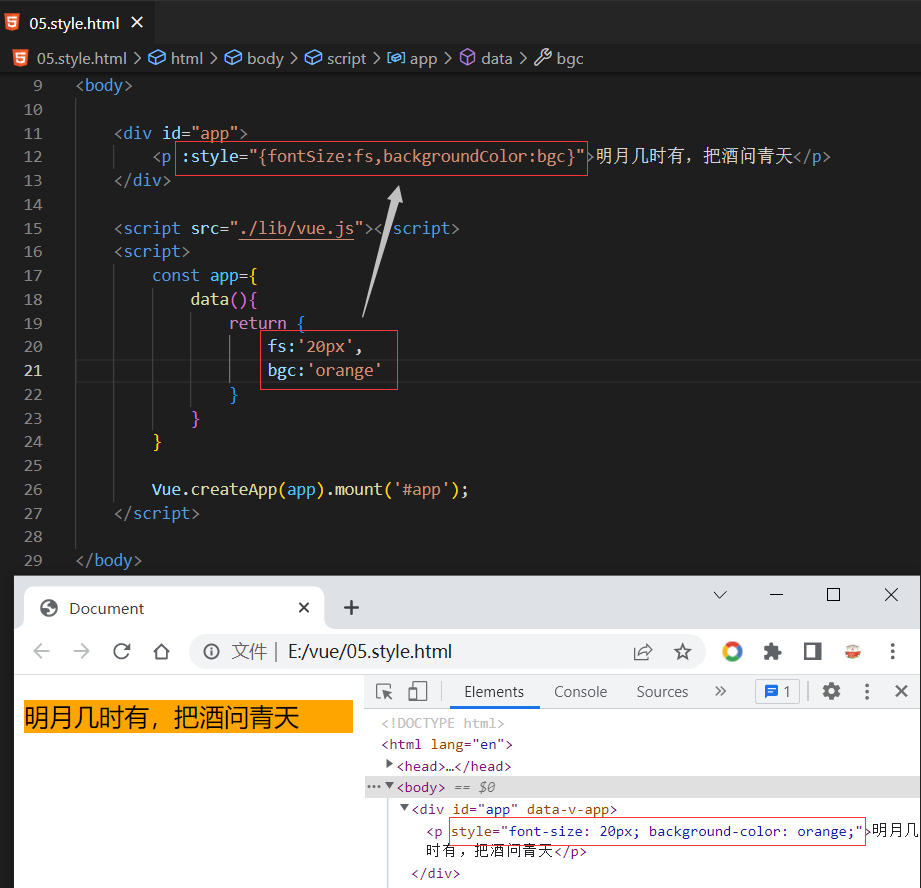 05.style.html
05.style.html > html > body > script > app > data > bgc
9 <body>
10
11 <div id="app">
12 <p :style="{fontSize:fs,backgroundColor:bgc}">明月几时有，把酒问青天</p>
13 </div>
14
15 <script src="./lib/vue.js"></script>
16 <script>
17 const app={
18 data(){
19 return {
20 fs:'20px',
21 bgc:'orange'
22 }
23 }
24 }
25
26 Vue.createApp(app).mount('#app');
27 </script>
28
29 </body>
Document
文件 | E:/vue/05.style.html
明月几时有，把酒问青天
Elements Console Sources » 1
<!DOCTYPE html>
<html lang="en">
<head>…</head>
<body> == $0
<div id="app" data-v-app>
<p style="font-size: 20px; background-color: orange;">明月几
时有，把酒问青天</p>
</div>